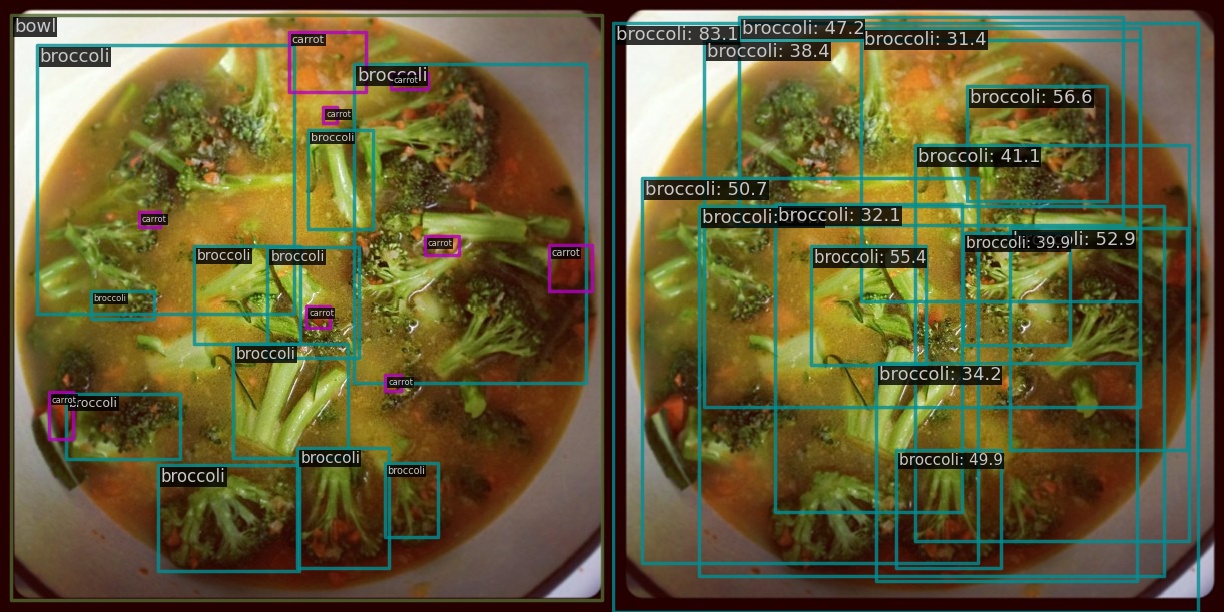 bowl
broccoli
carrot
broccoli
carrot
carrot
broccoli
carrot
carrot
carrot
broccoli
broccoli
broccoli
carrot
broccoli
carrot
carrot
broccoli
broccoli
broccoli
broccoli
broccoli: 83.1
broccoli: 47.2
broccoli: 31.4
broccoli: 38.4
broccoli: 56.6
broccoli: 41.1
broccoli: 50.7
broccoli:
broccoli: 32.1
broccoli: 39.9
52.9
broccoli: 55.4
broccoli: 34.2
broccoli: 49.9